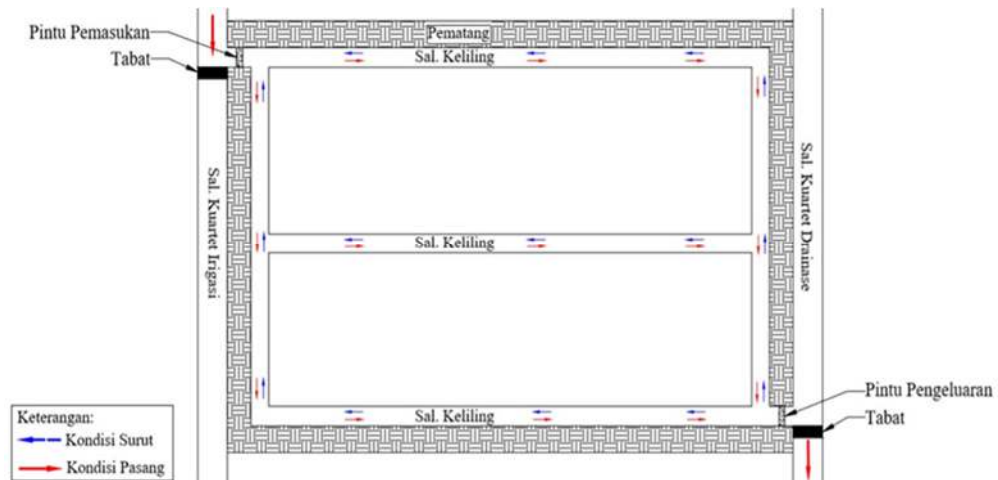 Pintu Pemasukan
Pematang
Tabat
Sal. Keliling
Sal. Kuartet Irigasi
Sal. Keliling
Sal. Kuartet Drainase
Pintu Pengeluaran
Sal. Keliling
Tabat
Keterangan:
Kondisi Surut
Kondisi Pasang